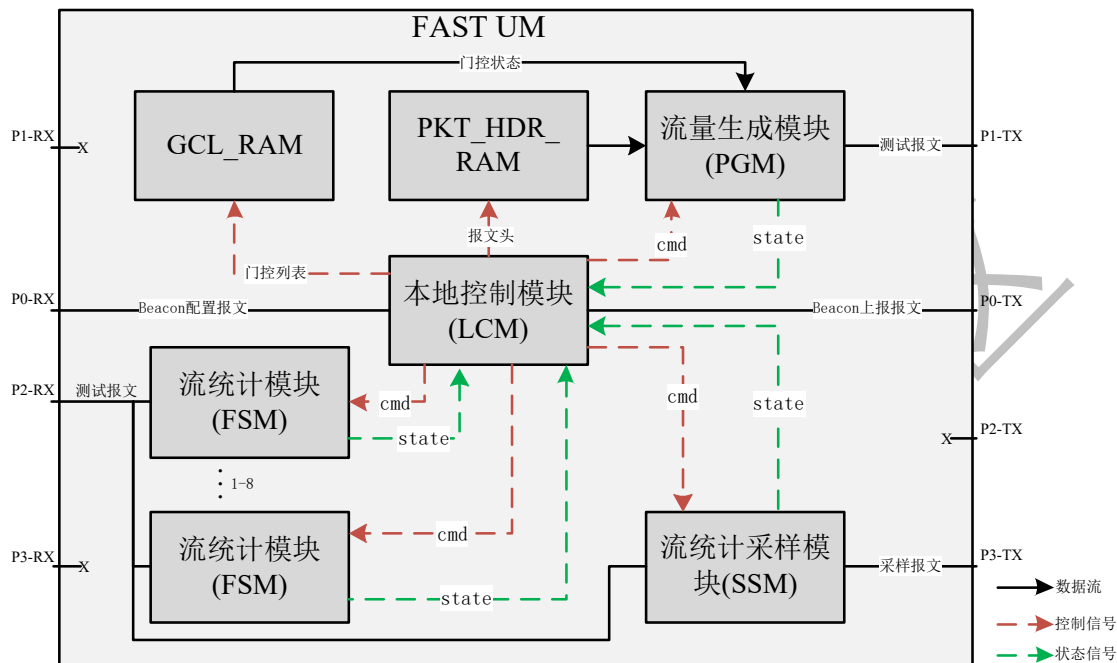 FAST UM
门控状态
P1-RX
X
GCL_RAM
PKT_HDR_
RAM
流量生成模块
(PGM)
测试报文
P1-TX
报文头
cmd
state
门控列表
P0-RX
Beacon配置报文
本地控制模块
(LCM)
Beacon上报报文
P0-TX
P2-RX
测试报文
流统计模块
(FSM)
cmd
state
cmd
state
X
P2-TX
1-8
流统计模块
(FSM)
cmd
state
P3-RX
X
流统计采样模
块(SSM)
采样报文
P3-TX
数据流
控制信号
状态信号